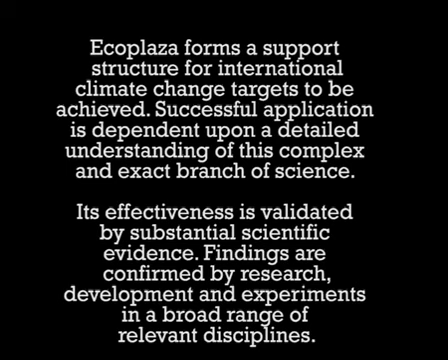 Ecoplaza forms a support
structure for international
climate change targets to be
achieved. Successful application
is dependent upon a detailed
understanding of this complex
and exact branch of science.
Its effectiveness is validated
by substantial scientific
evidence. Findings are
confirmed by research,
development and experiments
in a broad range of
relevant disciplines.